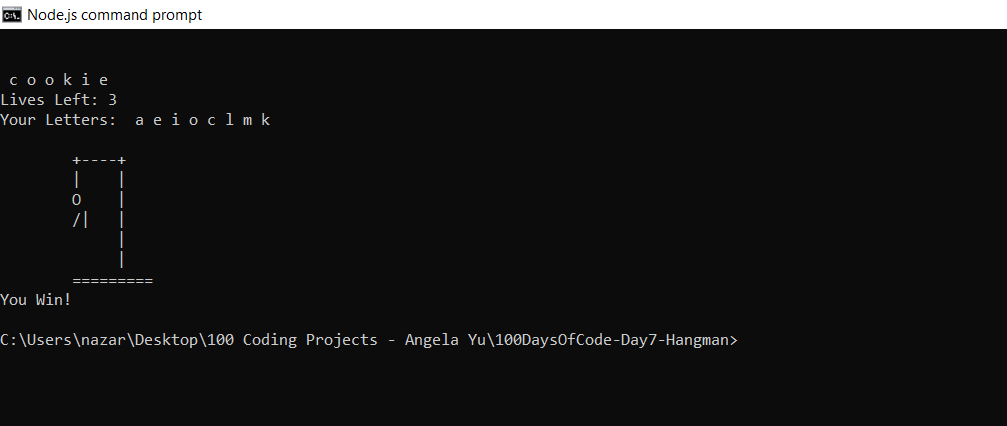 Node.js command prompt
c o o k i e
Lives Left: 3
Your Letters:  a e i o c l m k
        +----+
        |    |
        O    |
        /|   |
             |
             |
        =========
You Win!
C:\Users\nazar\Desktop\100 Coding Projects - Angela Yu\100DaysOfCode-Day7-Hangman>